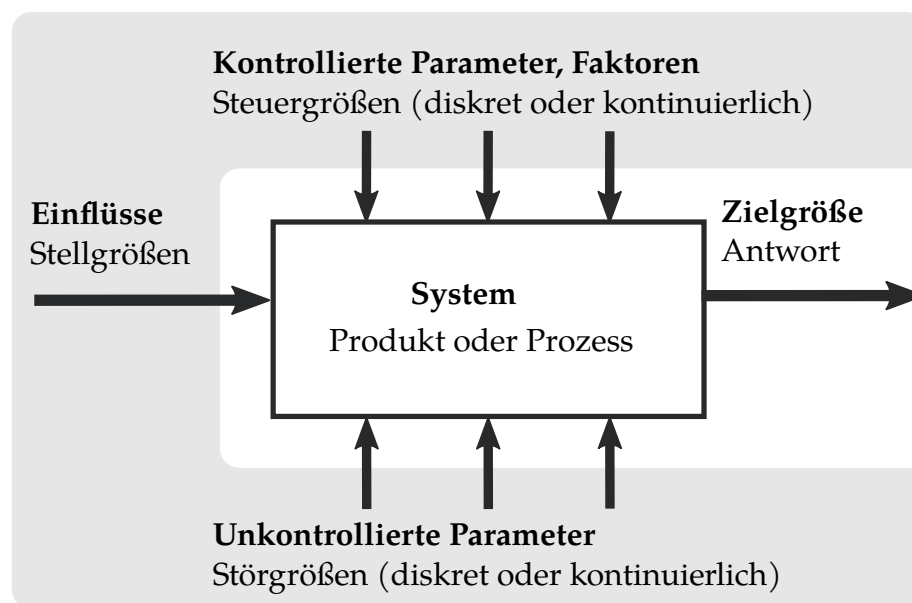 Kontrollierte Parameter, Faktoren
Steuergrößen (diskret oder kontinuierlich)
Einflüsse
Stellgrößen
Zielgröße
Antwort
System
Produkt oder Prozess
Unkontrollierte Parameter
Störgrößen (diskret oder kontinuierlich)